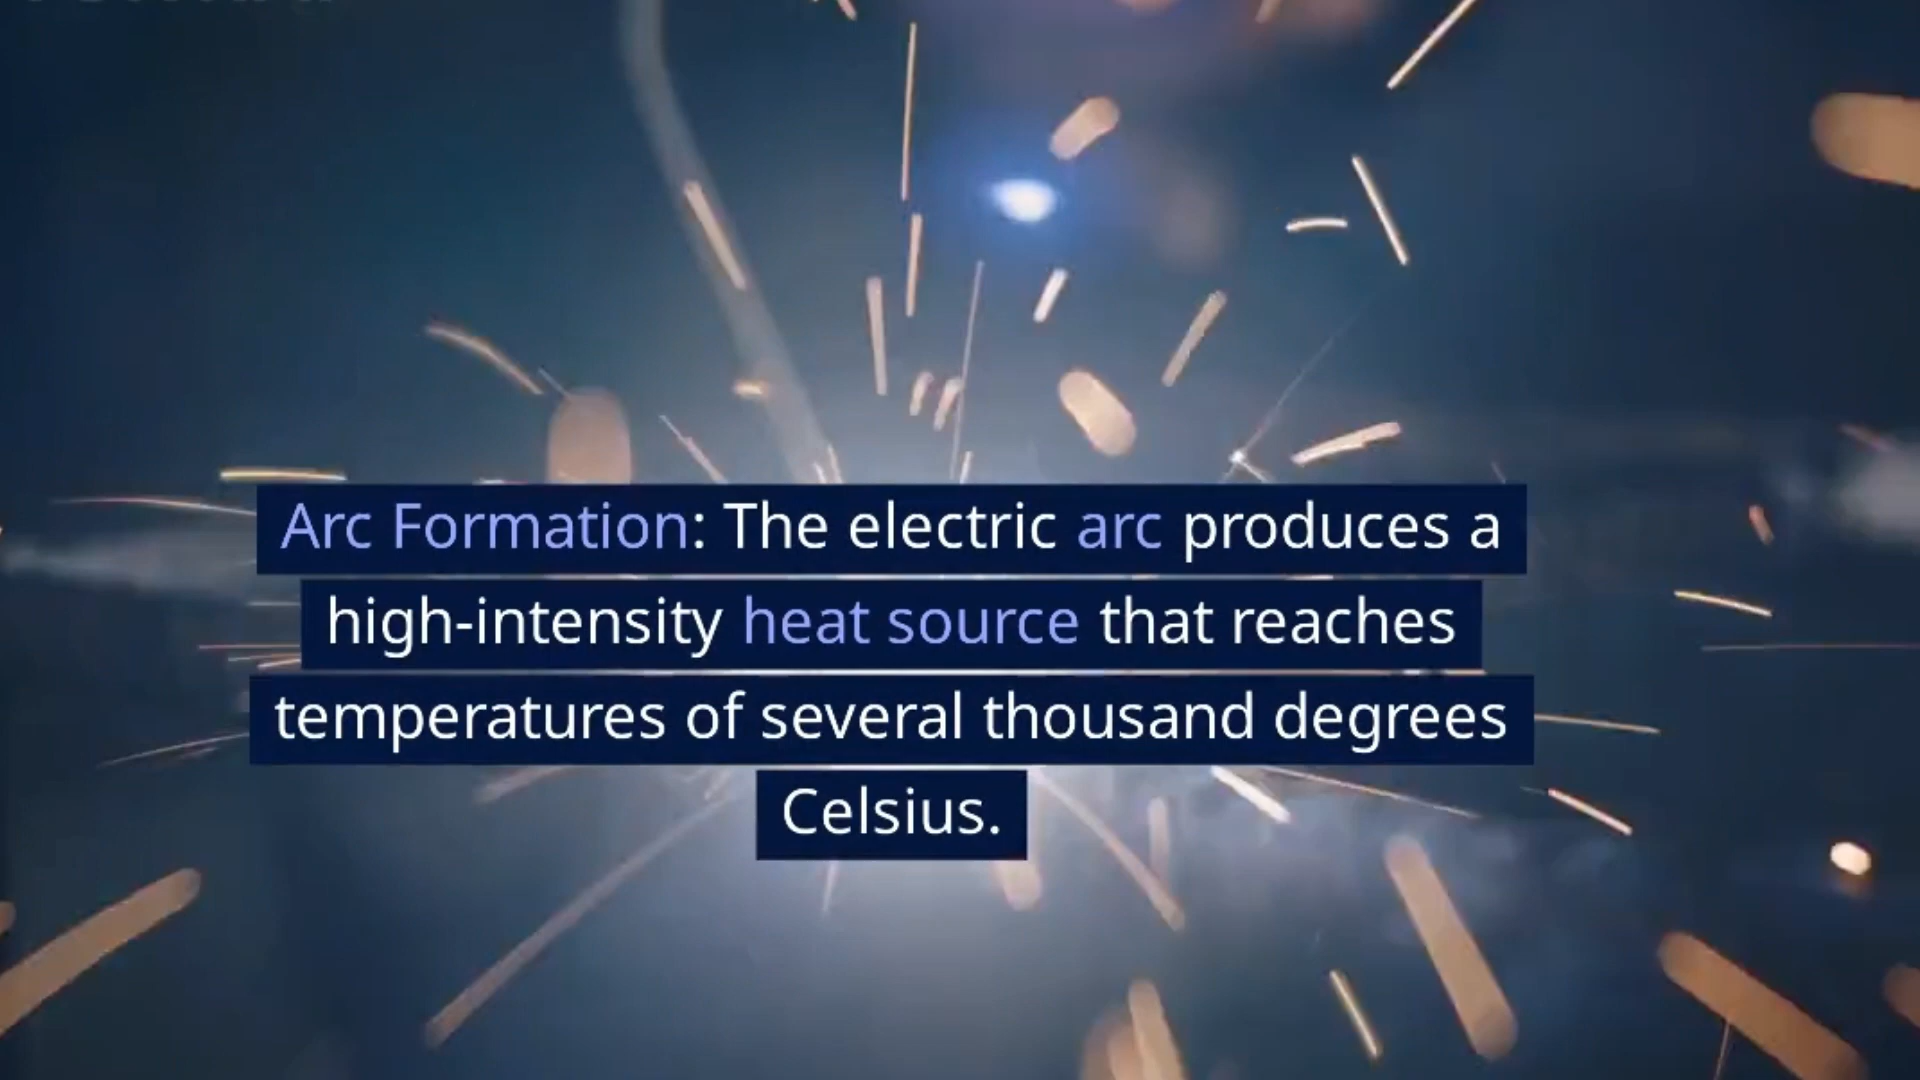 Arc Formation: The electric arc produces a
high-intensity heat source that reaches
temperatures of several thousand degrees
Celsius.